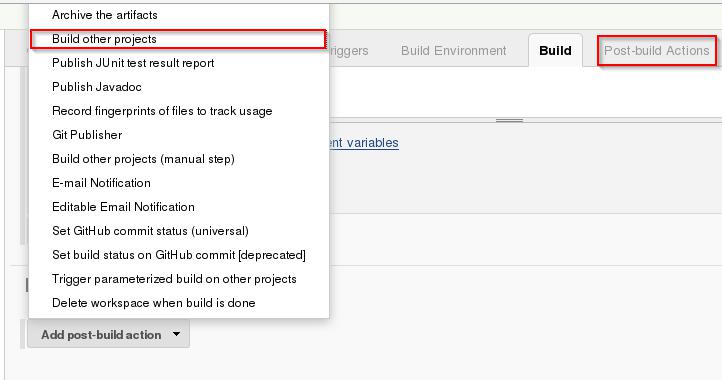 Archive the artifacts
Build other projects
Publish JUnit test result report
Publish Javadoc
Record fingerprints of files to track usage
Git Publisher
Build other projects (manual step)
E-mail Notification
Editable Email Notification
Set GitHub commit status (universal)
Set build status on GitHub commit [deprecated]
Trigger parameterized build on other projects
Delete workspace when build is done
Add post-build action
Build Environment
Build
Post-build Actions
variables